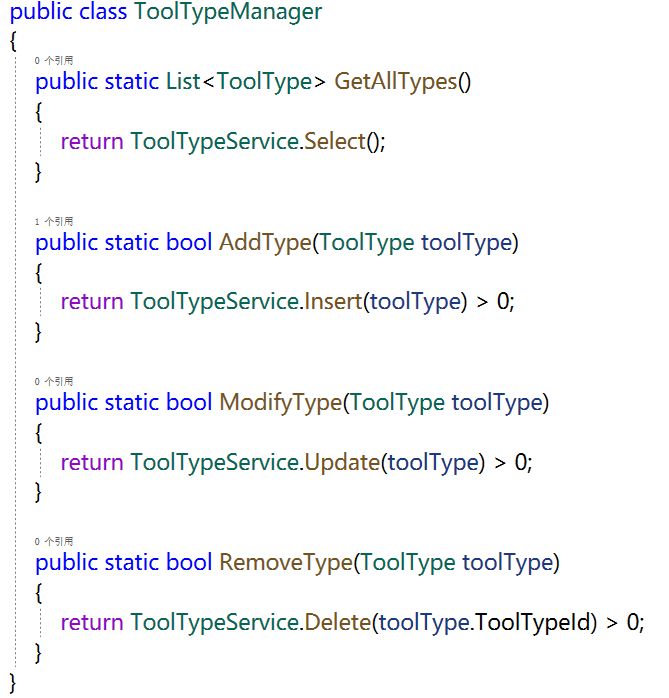 public class ToolTypeManager
{
0 个引用
public static List<ToolType> GetAllTypes()
{
return ToolTypeService.Select();
}
1 个引用
public static bool AddType(ToolType toolType)
{
return ToolTypeService.Insert(toolType) > 0;
}
0 个引用
public static bool ModifyType(ToolType toolType)
{
return ToolTypeService.Update(toolType) > 0;
}
0 个引用
public static bool RemoveType(ToolType toolType)
{
return ToolTypeService.Delete(toolType.ToolTypeId) > 0;
}
}